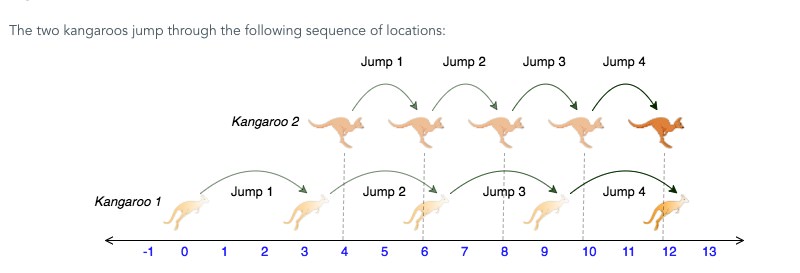 The two kangaroos jump through the following sequence of locations:
Jump 1 Jump 2 Jump 3 Jump 4
Kangaroo 2
Jump 1 Jump 2 Jump 3 Jump 4
Kangaroo 1
-1 0 1 2 3 4 5 6 7 8 9 10 11 12 13